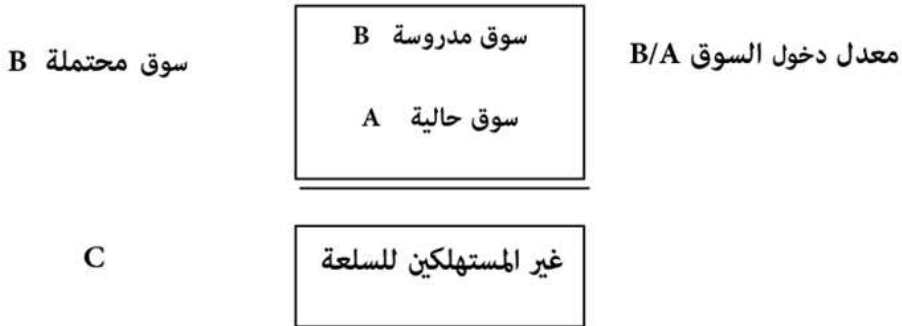 معدل دخول السوق B/A
سوق مدروسة B
سوق محتملة B
سوق حالية A
غير المستهلكين للسلعة
C